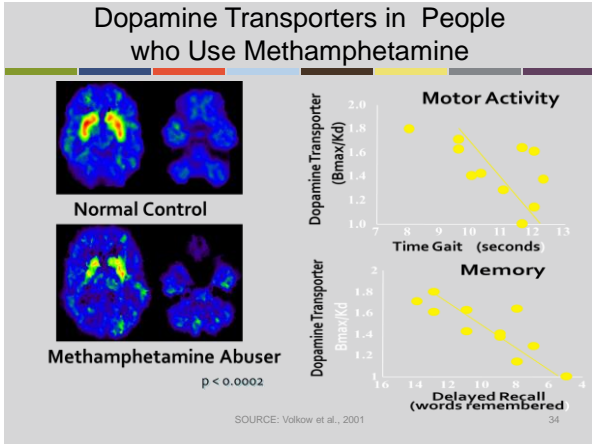 Dopamine Transporters in People
who Use Methamphetamine
Normal Control
Methamphetamine Abuser
p < 0.0002
Motor Activity
Dopamine Transporter
(Bmax/Kd)
2.0
1.8
1.6
1.4
1.2
1.0
7 8 9 10 11 12 13
Time Gait (seconds
Memory
Dopamine Transporter
Bmax/Kd
2
1.8
1.6
1.4
1.2
1
16 14 12 10 8 6 4
Delayed Recall
(words remembered)
SOURCE: Volkow et al., 2001
34